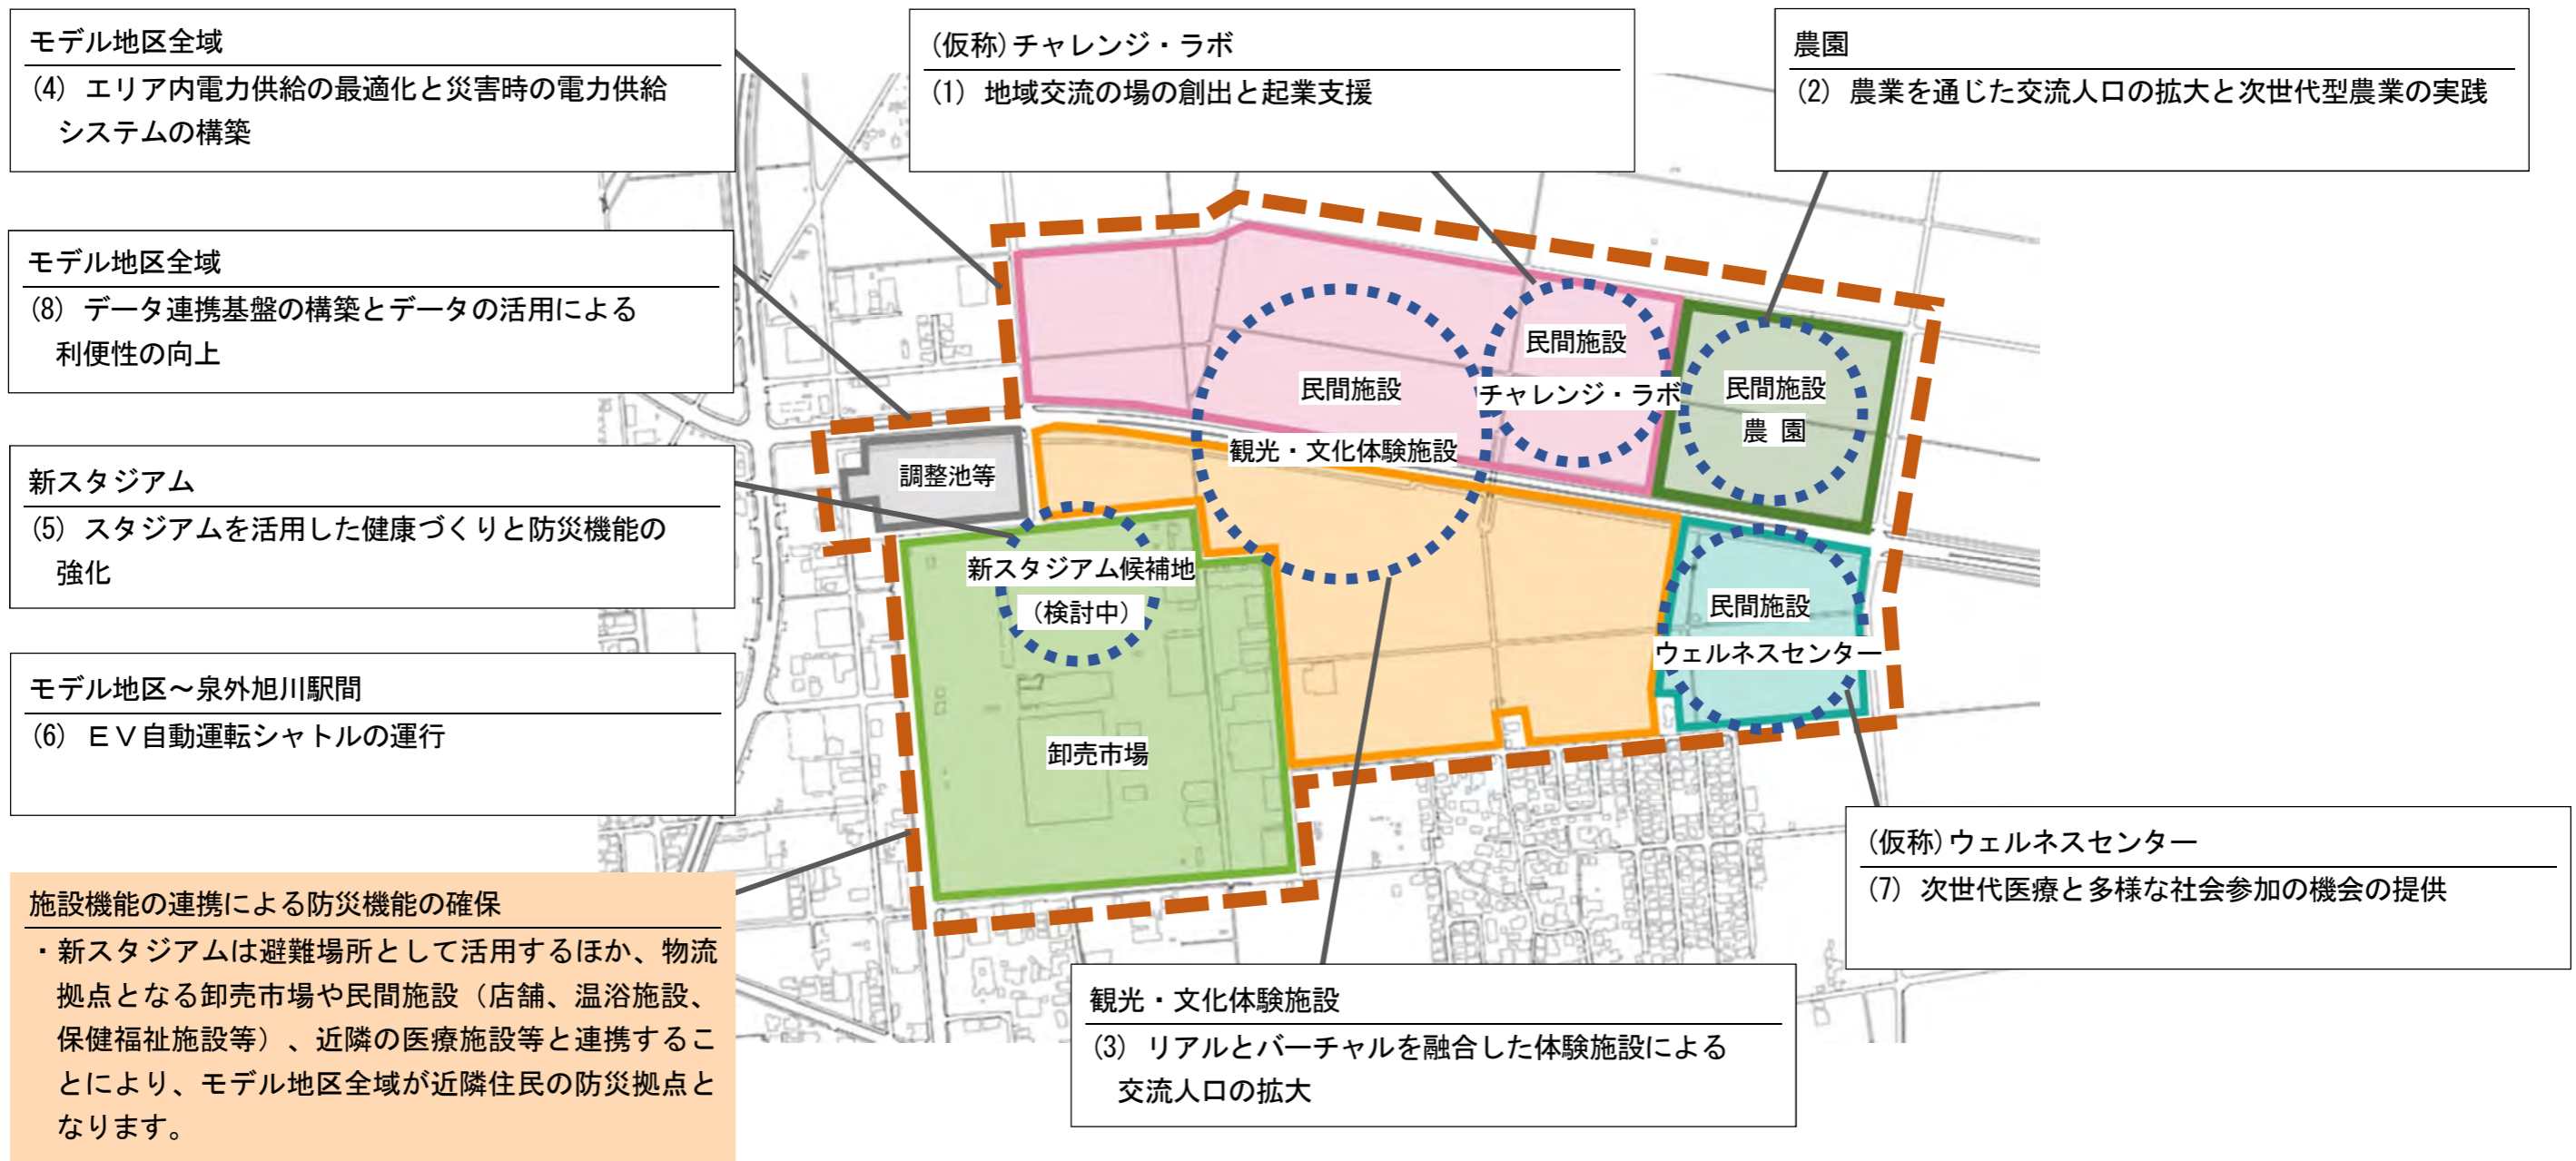 モデル地区全域
(4) エリア内電力供給の最適化と災害時の電力供給
システムの構築
(仮称)チャレンジ・ラボ
(1) 地域交流の場の創出と起業支援
農園
(2) 農業を通じた交流人口の拡大と次世代型農業の実践
モデル地区全域
(8) データ連携基盤の構築とデータの活用による
利便性の向上
新スタジアム
(5) スタジアムを活用した健康づくりと防災機能の
強化
モデル地区～泉外旭川駅間
(6) ＥＶ自動運転シャトルの運行
施設機能の連携による防災機能の確保
・新スタジアムは避難場所として活用するほか、物流
拠点となる卸売市場や民間施設（店舗、温浴施設、
保健福祉施設等）、近隣の医療施設等と連携するこ
とにより、モデル地区全域が近隣住民の防災拠点と
なります。
民間施設
観光・文化体験施設
民間施設
チャレンジ・ラボ
民間施設
農 園
調整池等
新スタジアム候補地
（検討中）
卸売市場
民間施設
ウェルネスセンター
(仮称)ウェルネスセンター
(7) 次世代医療と多様な社会参加の機会の提供
観光・文化体験施設
(3) リアルとバーチャルを融合した体験施設による
交流人口の拡大